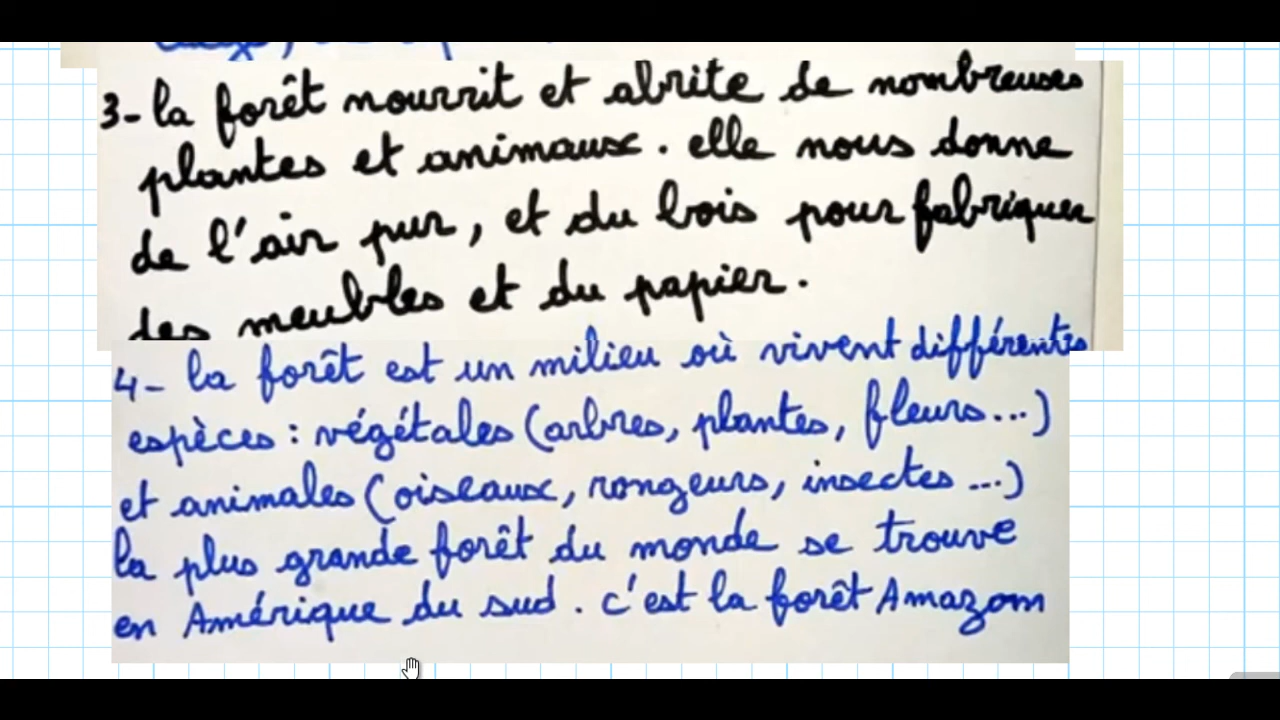 3- la forêt nourrit et abrite de nombreuses
plantes et animaux. elle nous donne
de l'air pur, et du bois pour fabriquer
des meubles et du papier.
4- la forêt est un milieu où vivent différentes
espèces : végétales (arbres, plantes, fleurs...)
et animales (oiseaux, rongeurs, insectes ...)
la plus grande forêt du monde se trouve
en Amérique du sud. c'est la forêt Amazon